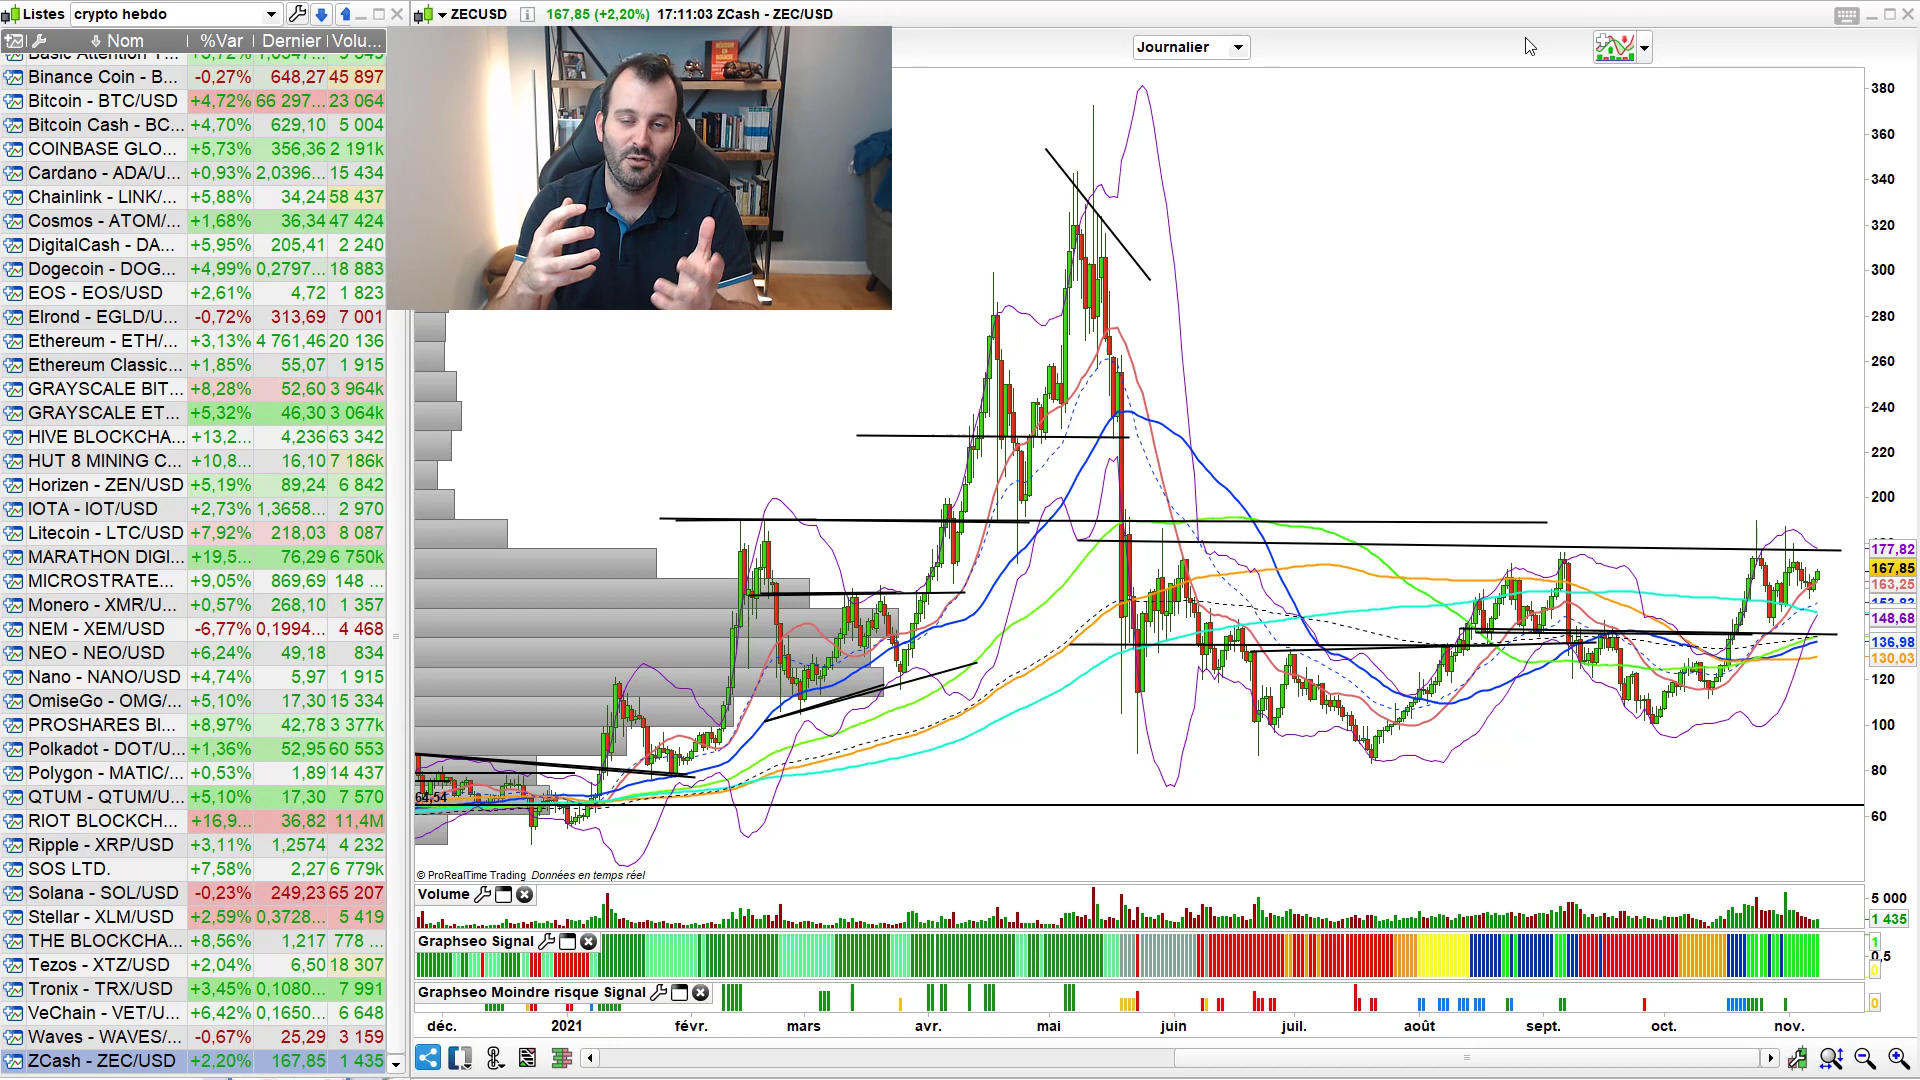 Listes crypto hebdo
Nom %Var Dernier Volu...
Binance Coin - B... -0,27% 648,27 45 897
Bitcoin - BTC/USD +4,72% 66 297... 23 064
Bitcoin Cash - BC... +4,70% 629,10 5 004
COINBASE GLO... +5,73% 356,36 2 191k
Cardano - ADA/U... +0,93% 2,0396... 15 434
Chainlink - LINK/... +5,88% 34,24 58 437
Cosmos - ATOM/... +1,68% 36,34 47 424
DigitalCash - DA... +5,95% 205,41 2 240
Dogecoin - DOG... +4,99% 0,2797... 18 883
EOS - EOS/USD +2,61% 4,72 1 823
Elrond - EGLD/U... -0,72% 313,69 7 001
Ethereum - ETH/... +3,13% 4 761,46 20 136
Ethereum Classic... +1,85% 55,07 1 915
GRAYSCALE BIT... +8,28% 52,60 3 964k
GRAYSCALE ET... +5,32% 46,30 3 064k
HIVE BLOCKCHA... +13,2... 4,236 63 342
HUT 8 MINING C... +10,8... 16,10 7 186k
Horizen - ZEN/USD +5,19% 89,24 6 842
IOTA - IOT/USD +2,73% 1,3658... 2 970
Litecoin - LTC/USD +7,92% 218,03 8 087
MARATHON DIGI... +19,5... 76,29 6 750k
MICROSTRATE... +9,05% 869,69 148 ...
Monero - XMR/U... +0,57% 268,10 1 357
NEM - XEM/USD -6,77% 0,1994... 4 468
NEO - NEO/USD +6,24% 49,18 834
Nano - NANO/USD +4,74% 5,97 1 915
OmiseGo - OMG/... +5,10% 17,30 15 334
PROSHARES BI... +8,97% 42,78 3 377k
Polkadot - DOT/U... +1,36% 52,95 60 553
Polygon - MATIC/... +0,53% 1,89 14 437
QTUM - QTUM/U... +5,10% 17,30 7 570
RIOT BLOCKCH... +16,9... 36,82 11,4M
Ripple - XRP/USD +3,11% 1,2574 4 232
SOS LTD. +7,58% 2,27 6 779k
Solana - SOL/USD -0,23% 249,23 65 207
Stellar - XLM/USD +2,59% 0,3728... 5 419
THE BLOCKCHA... +8,56% 1,217 778 ...
Tezos - XTZ/USD +2,04% 6,50 18 307
Tronix - TRX/USD +3,45% 0,1080... 7 991
VeChain - VET/U... +6,42% 0,1650... 6 648
Waves - WAVES/... -0,67% 25,29 3 159
ZCash - ZEC/USD +2,20% 167,85 1 435
ZECUSD 167,85 (+2,20%) 17:11:03 ZCash - ZEC/USD
Journalier
380
360
340
320
300
280
260
240
220
200
177,82
167,85
163,25
148,68
136,98
130,03
120
100
80
60
64,54
© ProRealTime Trading Données en temps réel
Volume
5 000
1 435
Graphseo Signal
1
0,5
0
Graphseo Moindre risque Signal
0
déc. 2021 févr. mars avr. mai juin juil. août sept. oct. nov.